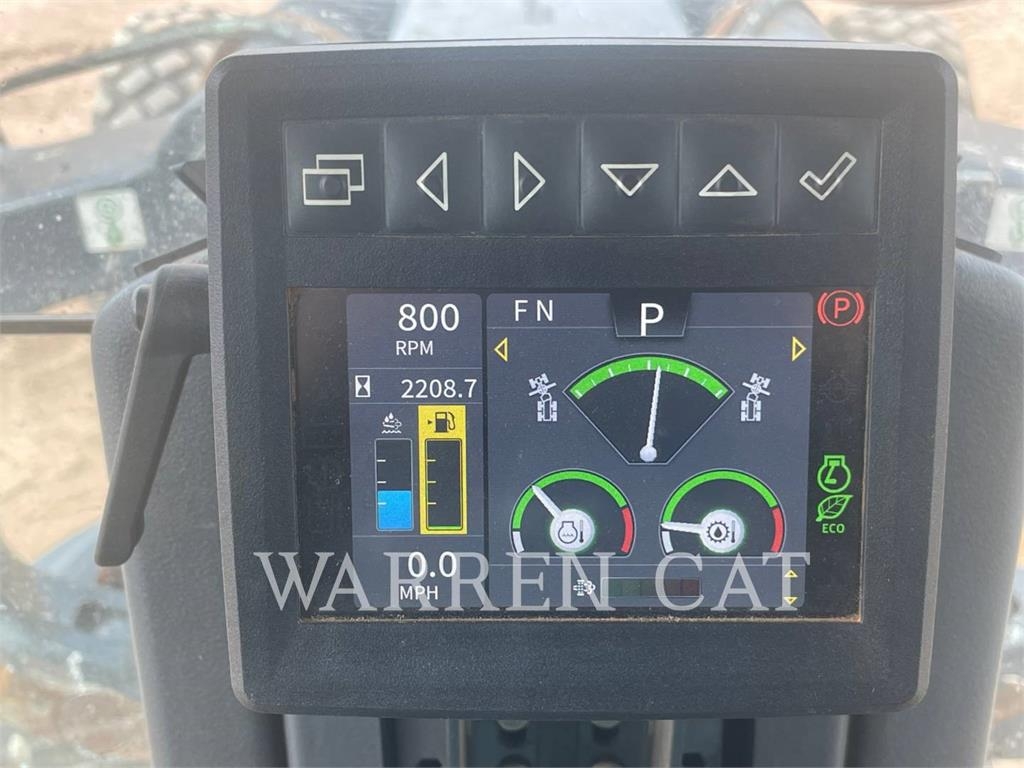 800
RPM
2208.7
0.0
MPH
F N
P
P
ECO
WARREN CAT